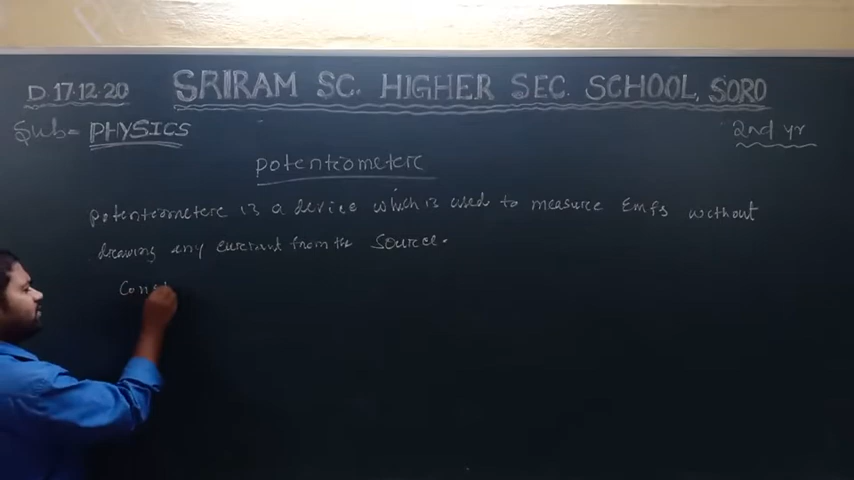 D 17.12.20
SRIRAM SC. HIGHER SEC. SCHOOL, SORO
Sub= PHYSICS
2nd yr
Potentiometere
Potentiometere is a device which is used to measure Emfs without
drawing any current from the Source.
Cons